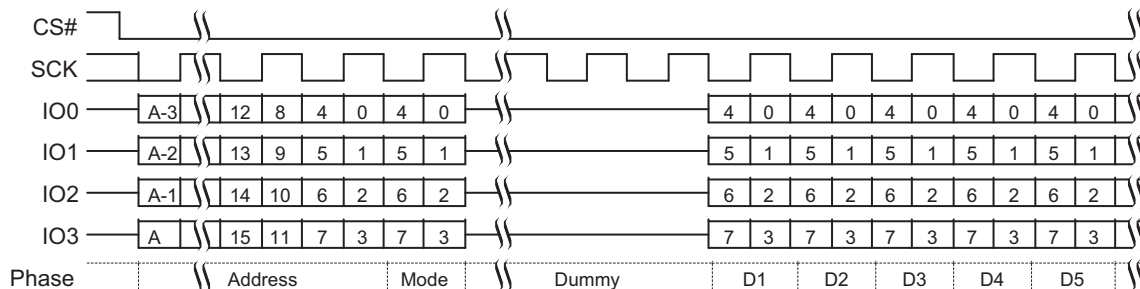 CS#
SCK
IO0 A-3 12 8 4 0 4 0 4 0 4 0 4 0 4 0 4 0
IO1 A-2 13 9 5 1 5 1 5 1 5 1 5 1 5 1 5 1
IO2 A-1 14 10 6 2 6 2 6 2 6 2 6 2 6 2 6 2
IO3 A 15 11 7 3 7 3 7 3 7 3 7 3 7 3 7 3
Phase Address Mode Dummy D1 D2 D3 D4 D5